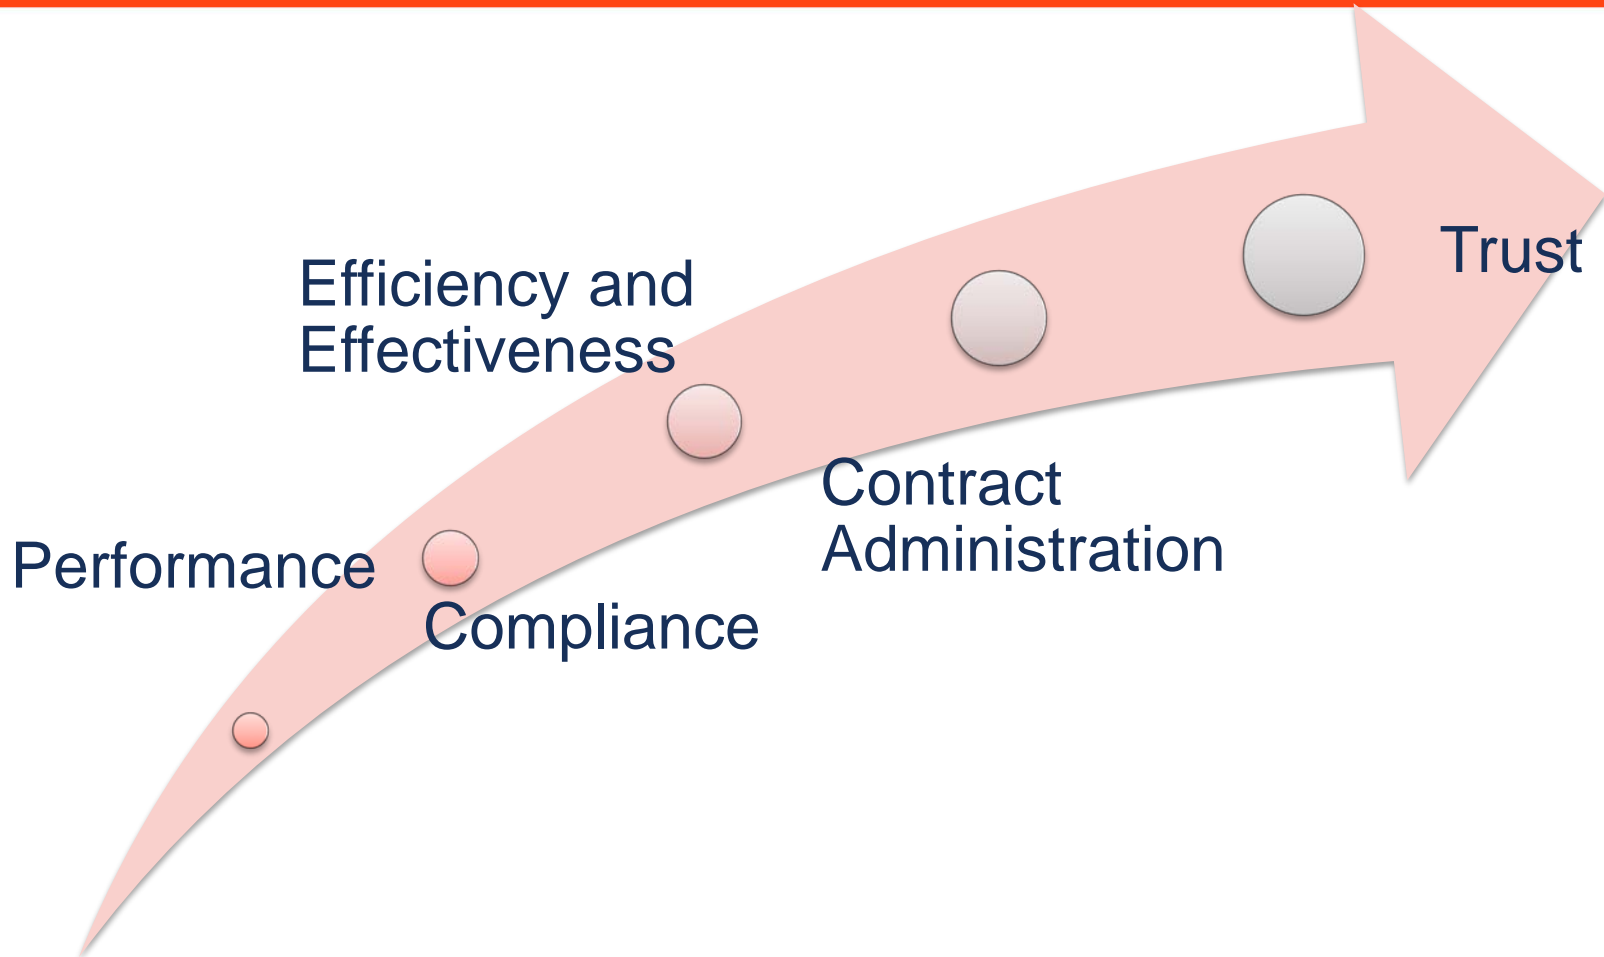 Performance
Compliance
Efficiency and
Effectiveness
Contract
Administration
Trust